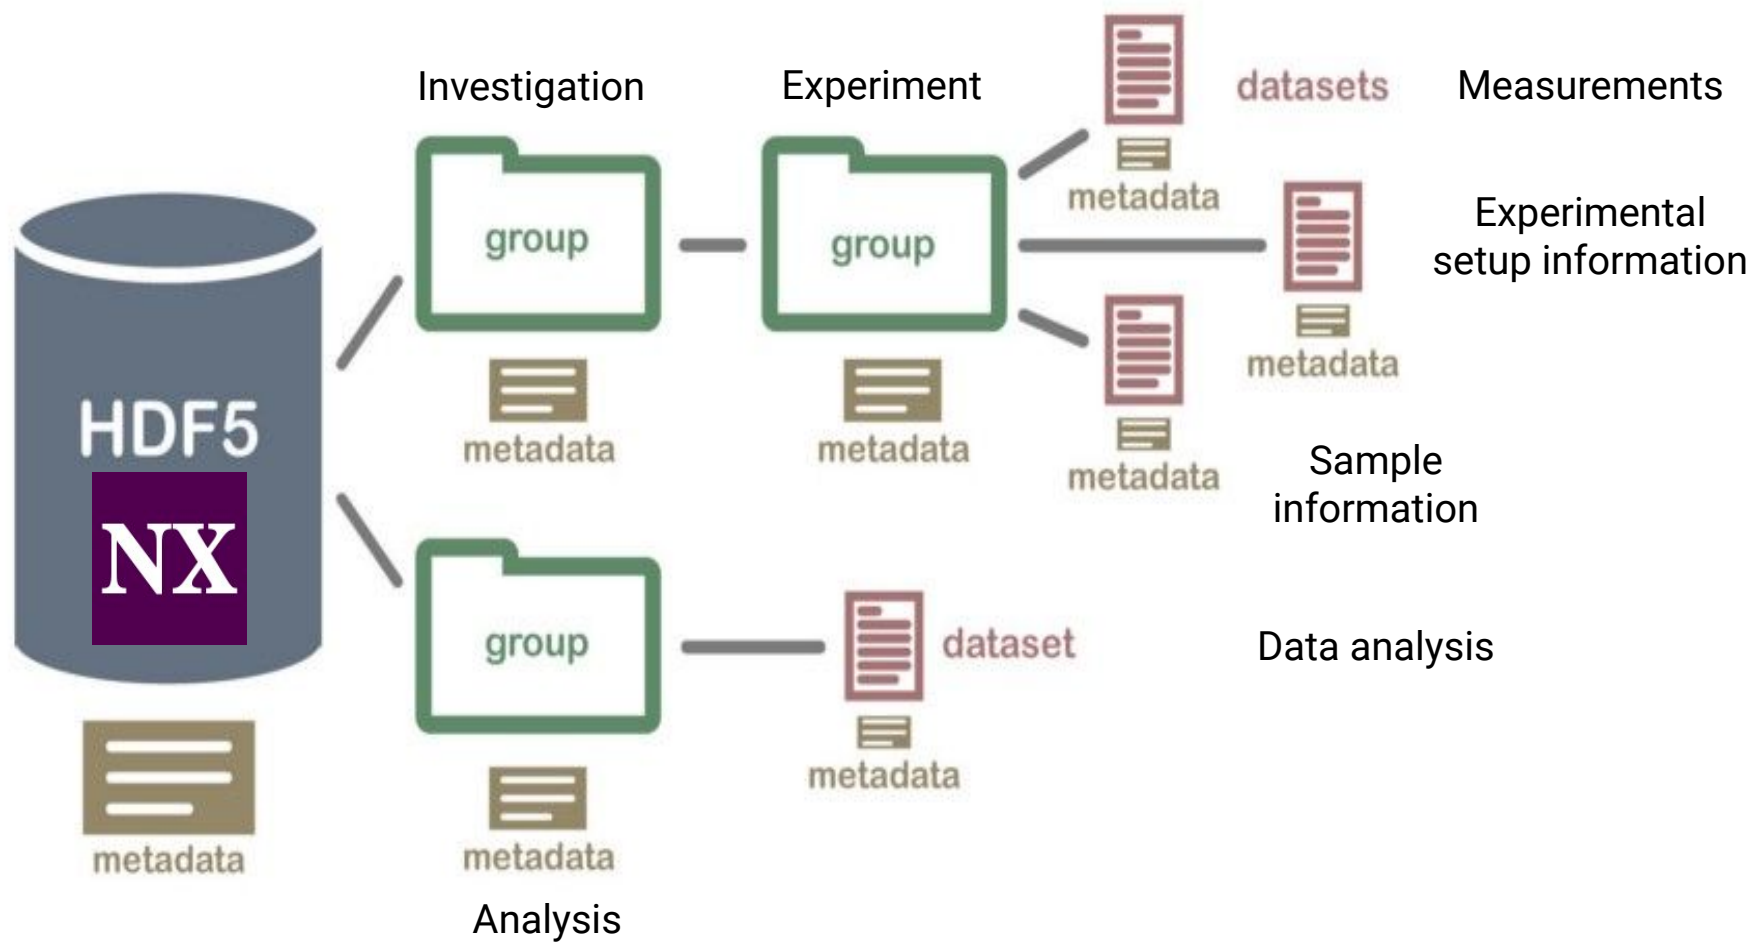 Investigation
Experiment
datasets
Measurements
group
group
metadata
Experimental
setup information
metadata
HDF5
NX
metadata
metadata
metadata
Sample
information
group
dataset
Data analysis
metadata
metadata
metadata
Analysis